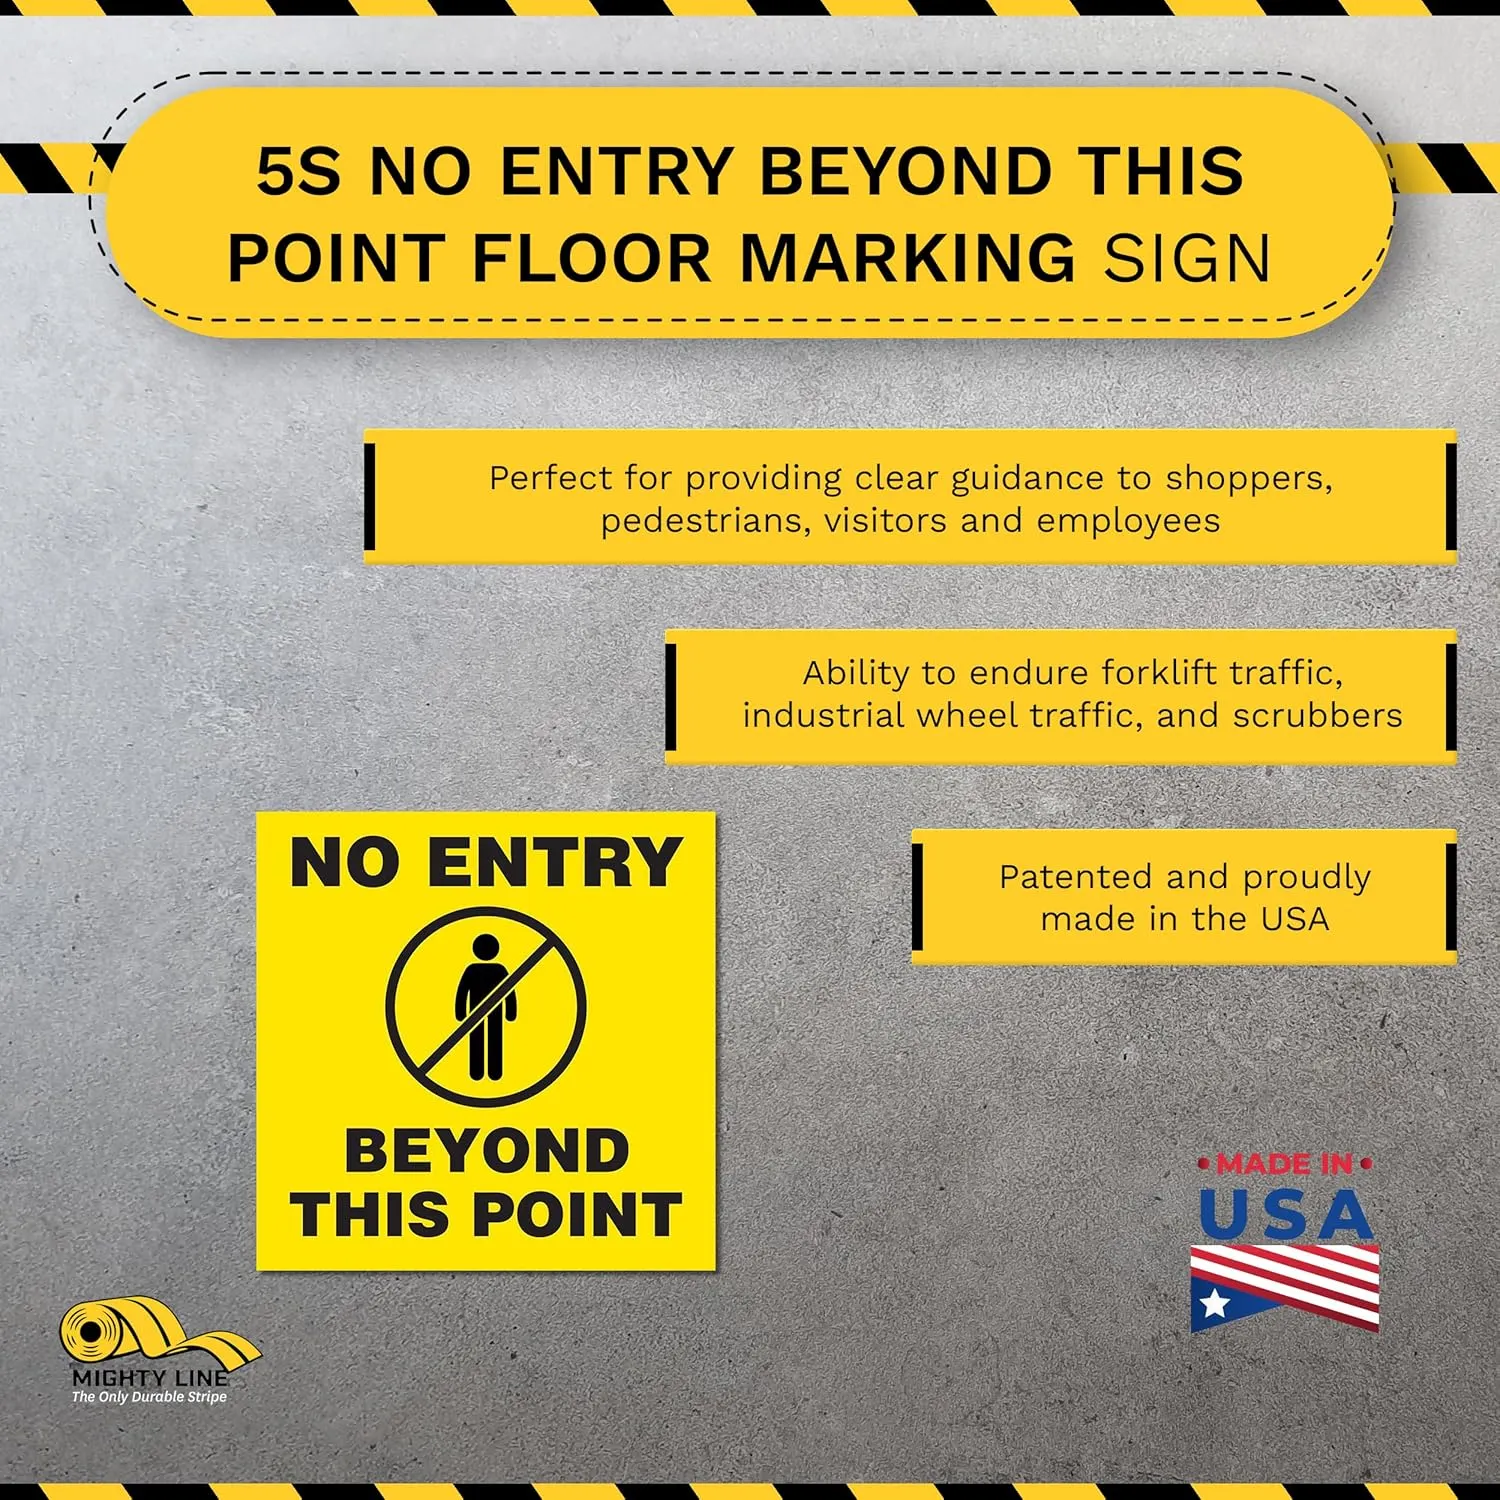 5S NO ENTRY BEYOND THIS
POINT FLOOR MARKING SIGN
Perfect for providing clear guidance to shoppers,
pedestrians, visitors and employees
Ability to endure forklift traffic,
industrial wheel traffic, and scrubbers
Patented and proudly
made in the USA
NO ENTRY
BEYOND
THIS POINT
• MADE IN •
USA
MIGHTY LINE
The Only Durable Stripe